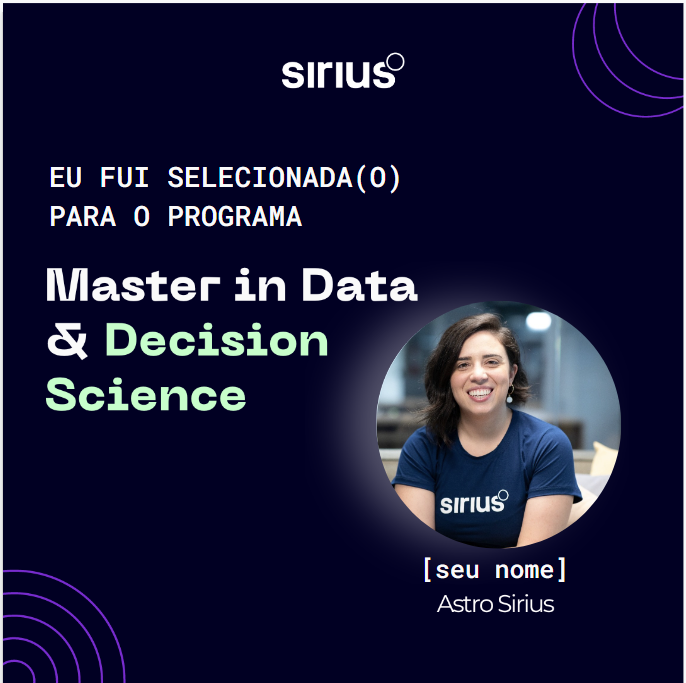 sirius
EU FUI SELECIONADA(O)
PARA O PROGRAMA
Master in Data
& Decision
Science
sirius
[seu nome]
Astro Sirius